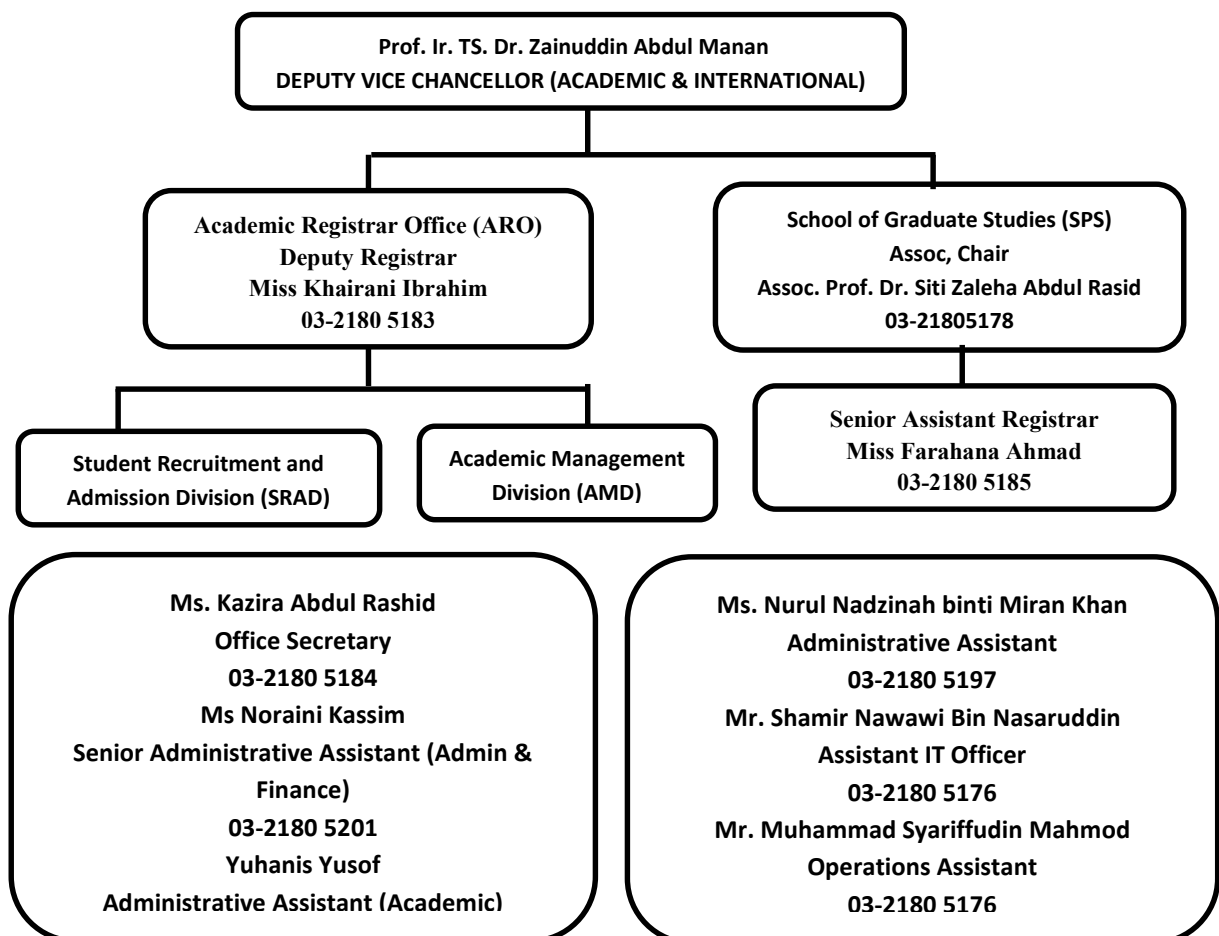 Prof. Ir. TS. Dr. Zainuddin Abdul Manan
DEPUTY VICE CHANCELLOR (ACADEMIC & INTERNATIONAL)
Academic Registrar Office (ARO)
Deputy Registrar
Miss Khairani Ibrahim
03-2180 5183
School of Graduate Studies (SPS)
Assoc, Chair
Assoc. Prof. Dr. Siti Zaleha Abdul Rasid
03-21805178
Student Recruitment and
Admission Division (SRAD)
Academic Management
Division (AMD)
Senior Assistant Registrar
Miss Farahana Ahmad
03-2180 5185
Ms. Kazira Abdul Rashid
Office Secretary
03-2180 5184
Ms Noraini Kassim
Senior Administrative Assistant (Admin &
Finance)
03-2180 5201
Yuhanis Yusof
Administrative Assistant (Academic)
Ms. Nurul Nadzinah binti Miran Khan
Administrative Assistant
03-2180 5197
Mr. Shamir Nawawi Bin Nasaruddin
Assistant IT Officer
03-2180 5176
Mr. Muhammad Syariffudin Mahmod
Operations Assistant
03-2180 5176